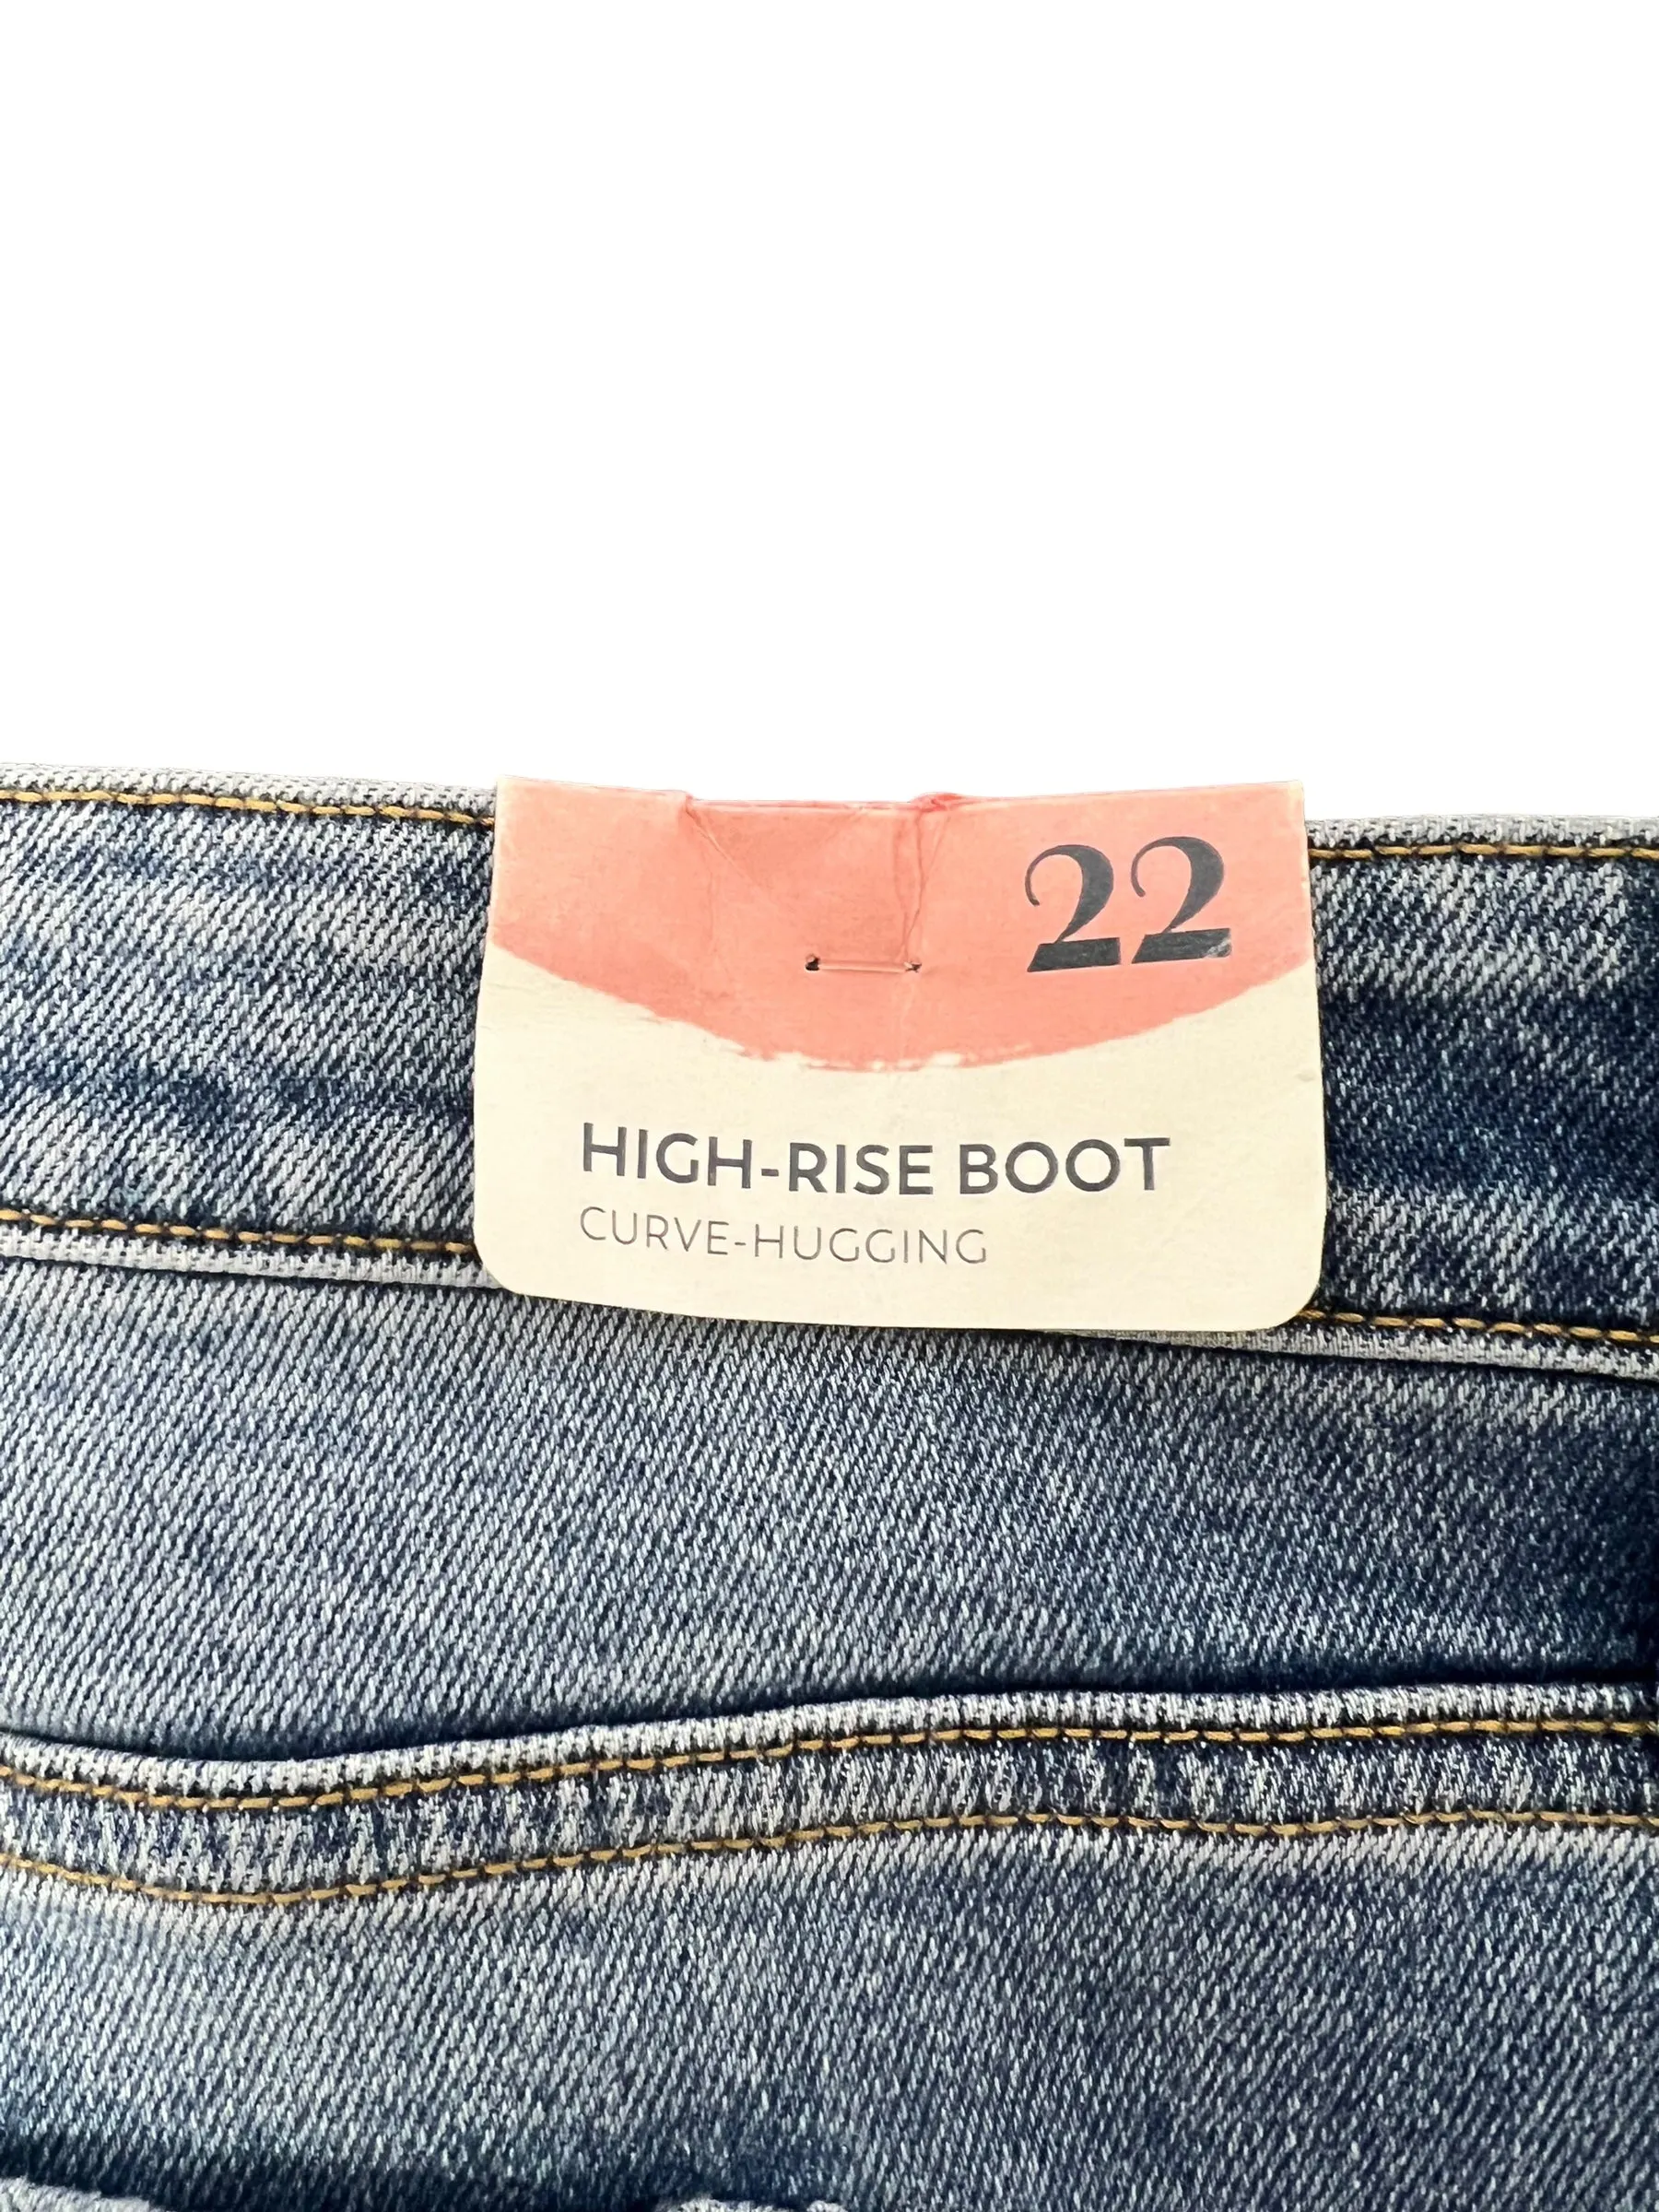 22
HIGH-RISE BOOT
CURVE-HUGGING